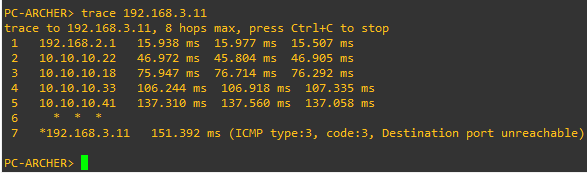 PC-ARCHER> trace 192.168.3.11
trace to 192.168.3.11, 8 hops max, press Ctrl+C to stop
1 192.168.2.1 15.938 ms 15.977 ms 15.507 ms
2 10.10.10.22 46.972 ms 45.804 ms 46.905 ms
3 10.10.10.18 75.947 ms 76.714 ms 76.292 ms
4 10.10.10.33 106.244 ms 106.918 ms 107.335 ms
5 10.10.10.41 137.310 ms 137.560 ms 137.058 ms
6 * * *
7 *192.168.3.11 151.392 ms (ICMP type:3, code:3, Destination port unreachable)
PC-ARCHER>